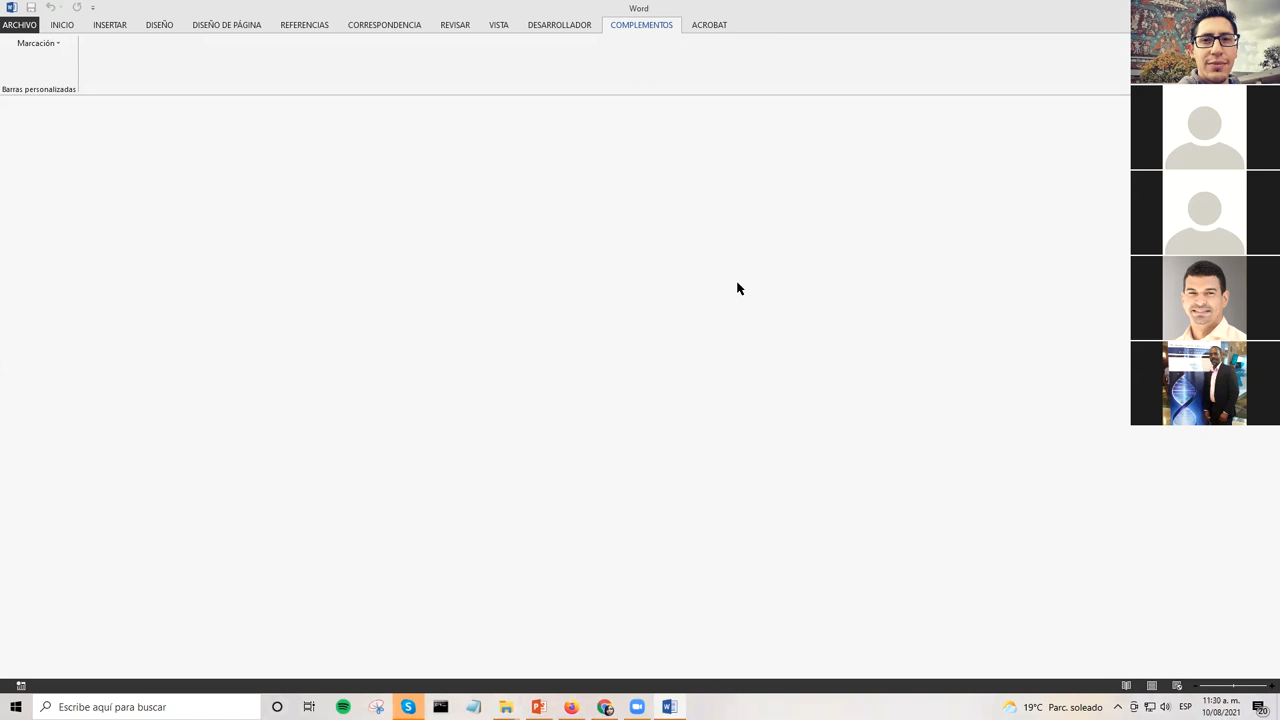 Word
ARCHIVO INICIO INSERTAR DISEÑO DISEÑO DE PÁGINA REFERENCIAS CORRESPONDENCIA REVISAR VISTA DESARROLLADOR COMPLEMENTOS ACROBAT
Marcación
Barras personalizadas
Escribe aquí para buscar
19°C Parc. soleado
ESP
11:30 a. m.
10/08/2021
20